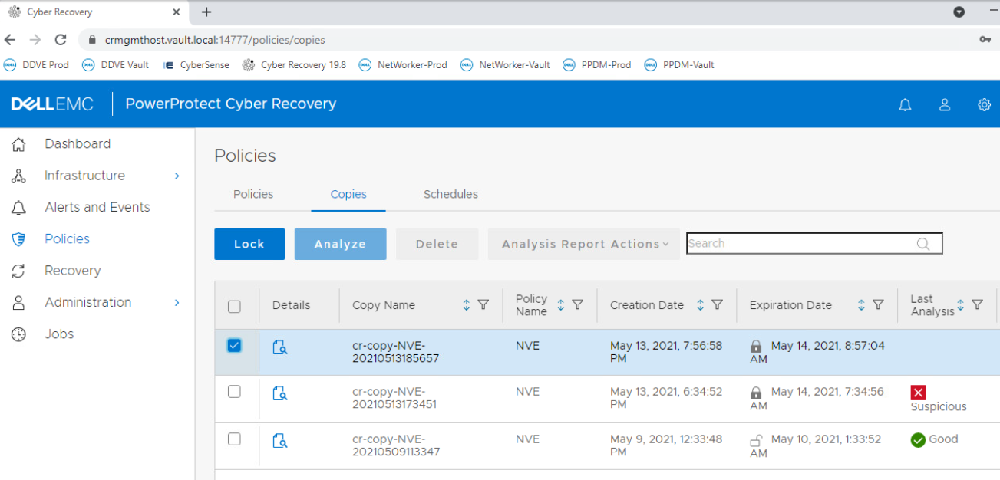 Cyber Recovery
crmgmthost.vault.local:14777/policies/copies
DDVE Prod DDVE Vault CyberSense Cyber Recovery 19.8 NetWorker-Prod NetWorker-Vault PPDM-Prod PPDM-Vault
DELLEMC PowerProtect Cyber Recovery
Dashboard
Infrastructure
Alerts and Events
Policies
Recovery
Administration
Jobs
Policies
Policies Copies Schedules
Lock Analyze Delete Analysis Report Actions Search
Details Copy Name Policy Name Creation Date Expiration Date Last Analysis
cr-copy-NVE- NVE May 13, 2021, 7:56:58 May 14, 2021, 8:57:04
20210513185657 PM AM
cr-copy-NVE- NVE May 13, 2021, 6:34:52 May 14, 2021, 7:34:56
20210513173451 PM AM Suspicious
cr-copy-NVE- NVE May 9, 2021, 12:33:48 May 10, 2021, 1:33:52 Good
20210509113347 PM AM